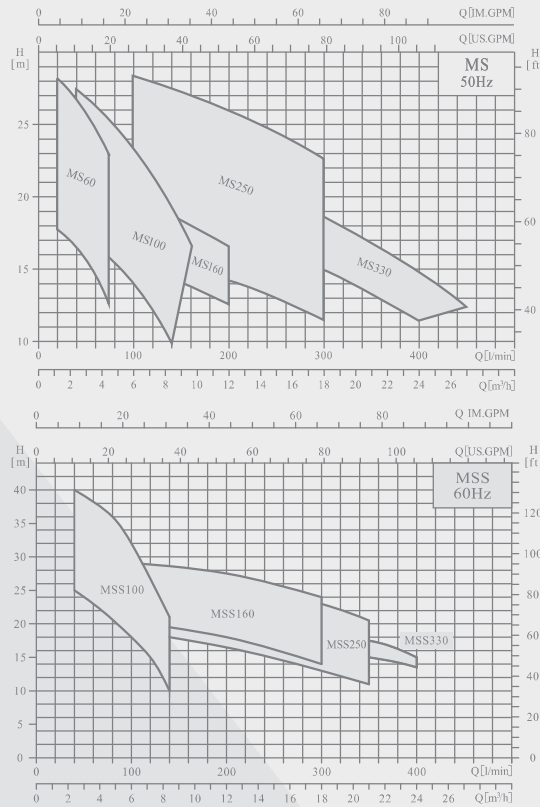 0 20 40 60 80 Q[IM.GPM]
0 20 40 60 80 100 Q[US.GPM]
H
[m]
H
[ft
MS
50Hz
25
20
15
10
80
60
40
MS60
MS100
MS160
MS250
MS330
0 100 200 300 400 Q[l/min]
0 2 4 6 8 10 12 14 16 18 20 22 24 26 Q[m³/h]
0 20 40 60 80 Q IM.GPM
0 20 40 60 80 100 Q[US.GPM]
H
[m]
H
[ft
MSS
60Hz
40
35
30
25
20
15
10
5
0
120
100
80
60
40
20
0
MSS100
MSS160
MSS250
MSS330
0 100 200 300 400 Q[l/min]
0 2 4 6 8 10 12 14 16 18 20 22 24 26 Q[m³/h]